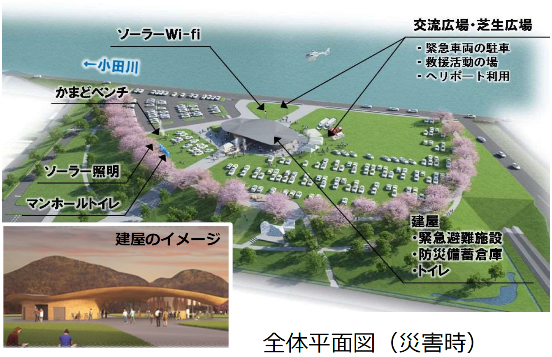 ソーラーWi-fi
交流広場・芝生広場
・緊急車両の駐車
・救援活動の場
・ヘリポート利用
←小田川
かまどベンチ
ソーラー照明
マンホールトイレ
建屋
・緊急避難施設
・防災備蓄倉庫
・トイレ
建屋のイメージ
全体平面図（災害時）